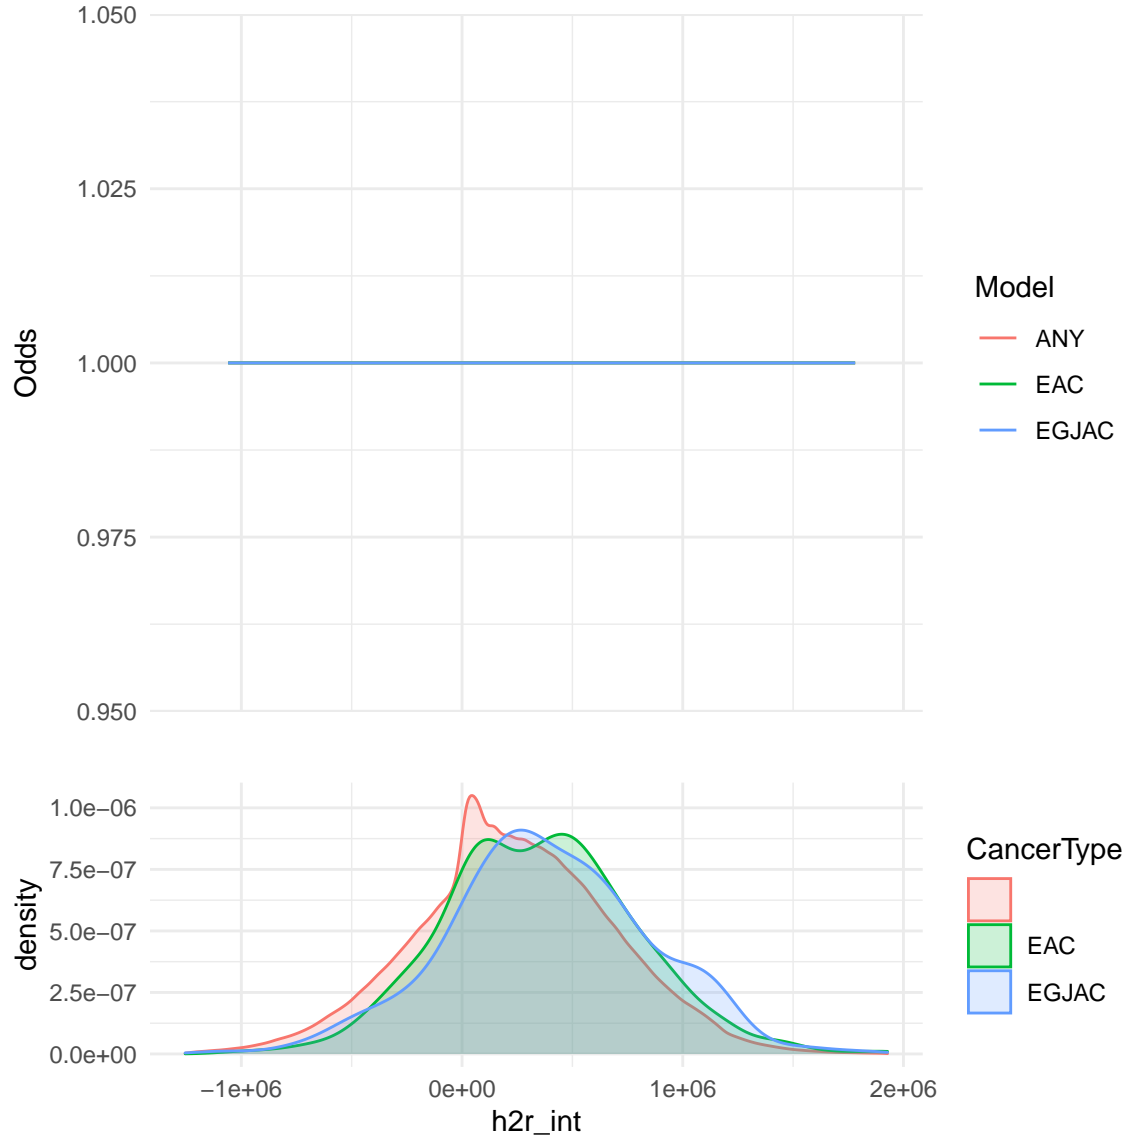 1.050
1.025
1.000
0.975
0.950
Odds
Model
ANY
EAC
EGJAC
1.0e−06
7.5e−07
5.0e−07
2.5e−07
0.0e+00
density
−1e+06
0e+00
1e+06
2e+06
h2r_int
CancerType
EAC
EGJAC